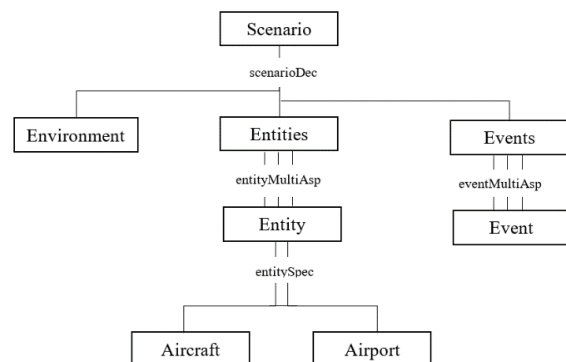 Scenario
scenarioDec
Environment
Entities
Events
entityMultiAsp
eventMultiAsp
Entity
Event
entitySpec
Aircraft
Airport